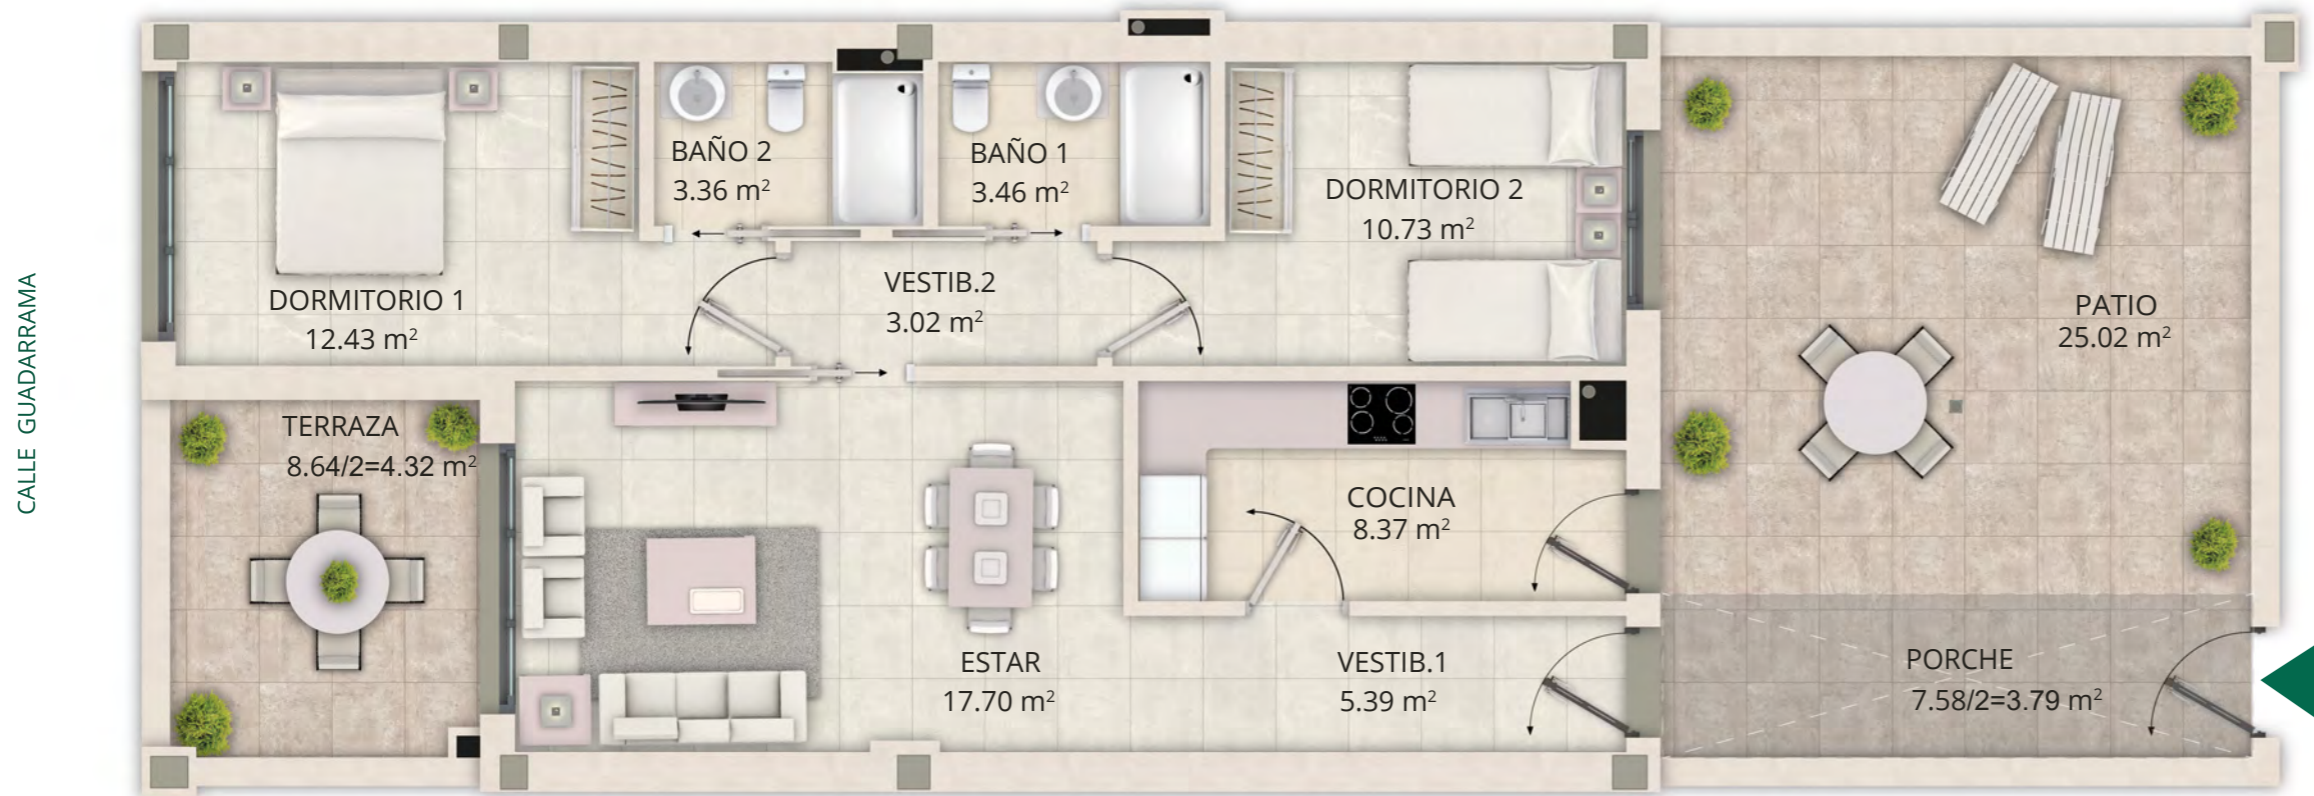 CALLE GUADARRAMA
DORMITORIO 1
12.43 m²
BAÑO 2
3.36 m²
BAÑO 1
3.46 m²
DORMITORIO 2
10.73 m²
VESTIB.2
3.02 m²
PATIO
25.02 m²
TERRAZA
8.64/2=4.32 m²
COCINA
8.37 m²
ESTAR
17.70 m²
VESTIB.1
5.39 m²
PORCHE
7.58/2=3.79 m²